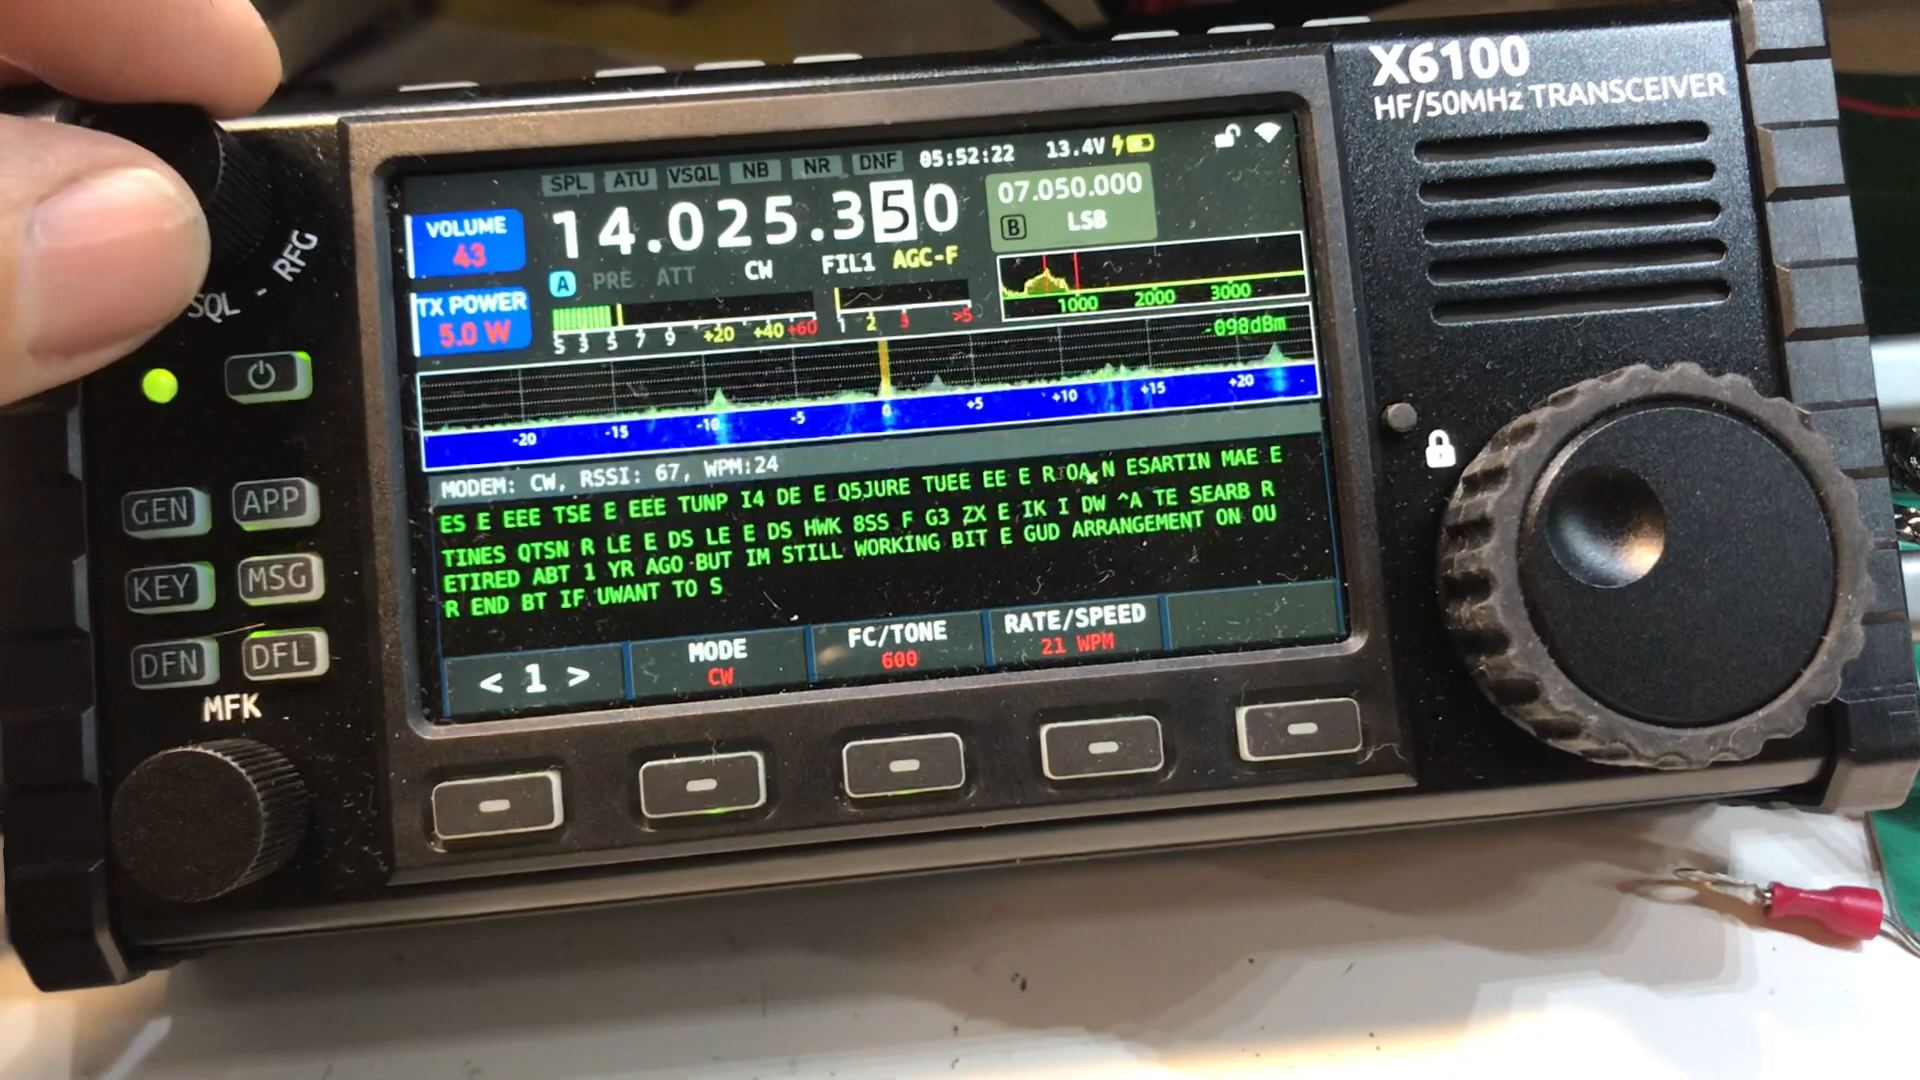 X6100
HF/50MHz TRANSCEIVER
SPL ATU VSQL NB NR DNF 05:52:22 13.4V
VOLUME
43
14.025.350
07.050.000
B LSB
A PRE ATT CW FIL1 AGC-F
TX POWER
5.0 W
S 3 5 7 9 +20 +40 +60
1 2 3 >5
1000 2000 3000
-098dBm
-20 -15 -10 -5 0 +5 +10 +15 +20
MODEM: CW, RSSI: 67, WPM:24
ES E EEE TSE E EEE TUNP I4 DE E Q5JURE TUEE EE E R OA N ESARTIN MAE E
TINES QTSN R LE E DS LE E DS HWK 8SS F G3 ZX E IK I DW ^A TE SEARB R
ETIRED ABT 1 YR AGO BUT IM STILL WORKING BIT E GUD ARRANGEMENT ON OU
R END BT IF UWANT TO S
< 1 >
MODE
CW
FC/TONE
600
RATE/SPEED
21 WPM
SQL - RFG
GEN APP
KEY MSG
DFN DFL
MFK